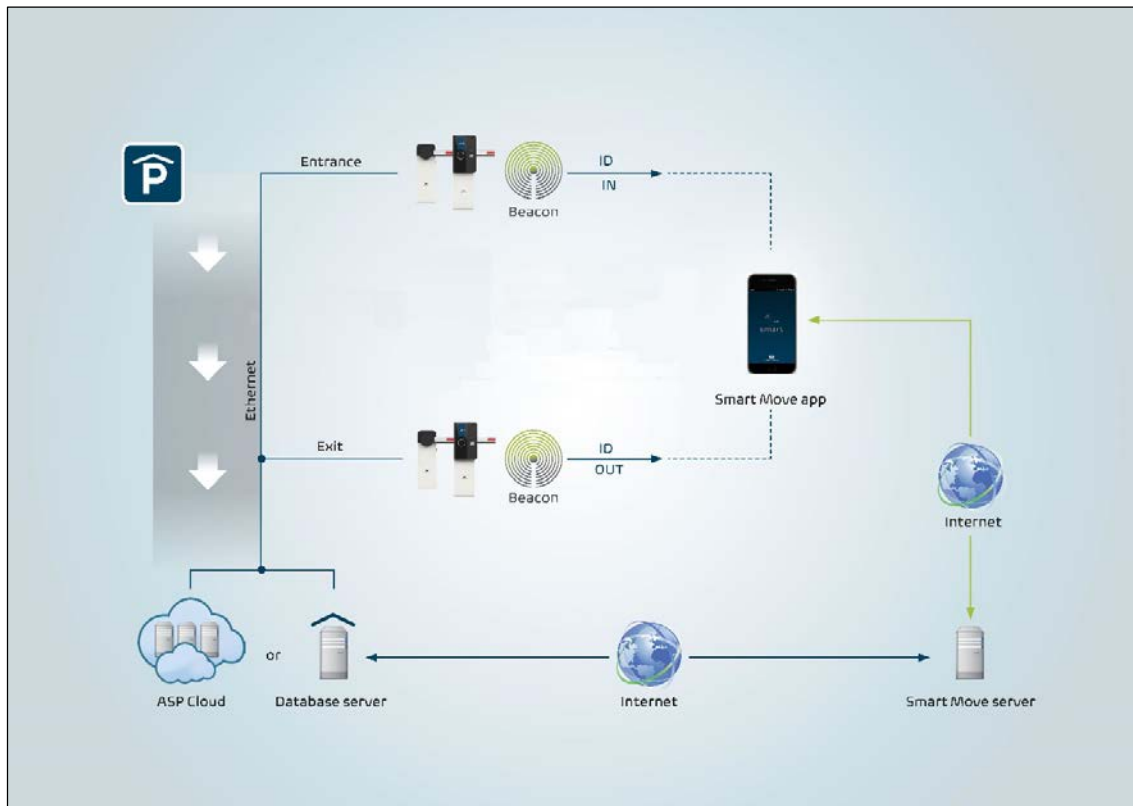 P
Entrance
ID
IN
Beacon
smart
Smart Move app
Ethernet
Exit
ID
OUT
Beacon
Internet
or
ASP Cloud
Database server
Internet
Smart Move server